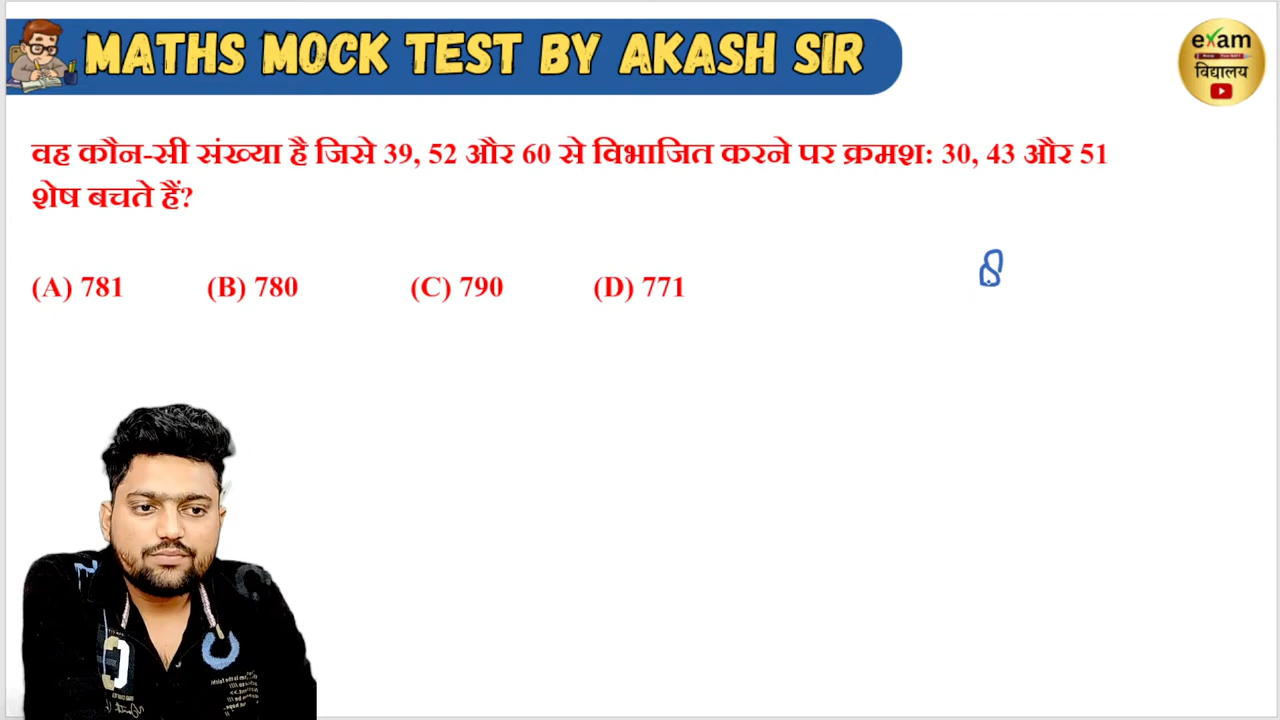 MATHS MOCK TEST BY AKASH SIR
exam
विद्यालय
वह कौन-सी संख्या है जिसे 39, 52 और 60 से विभाजित करने पर क्रमश: 30, 43 और 51
शेष बचते हैं?
(A) 781 (B) 780 (C) 790 (D) 771
8